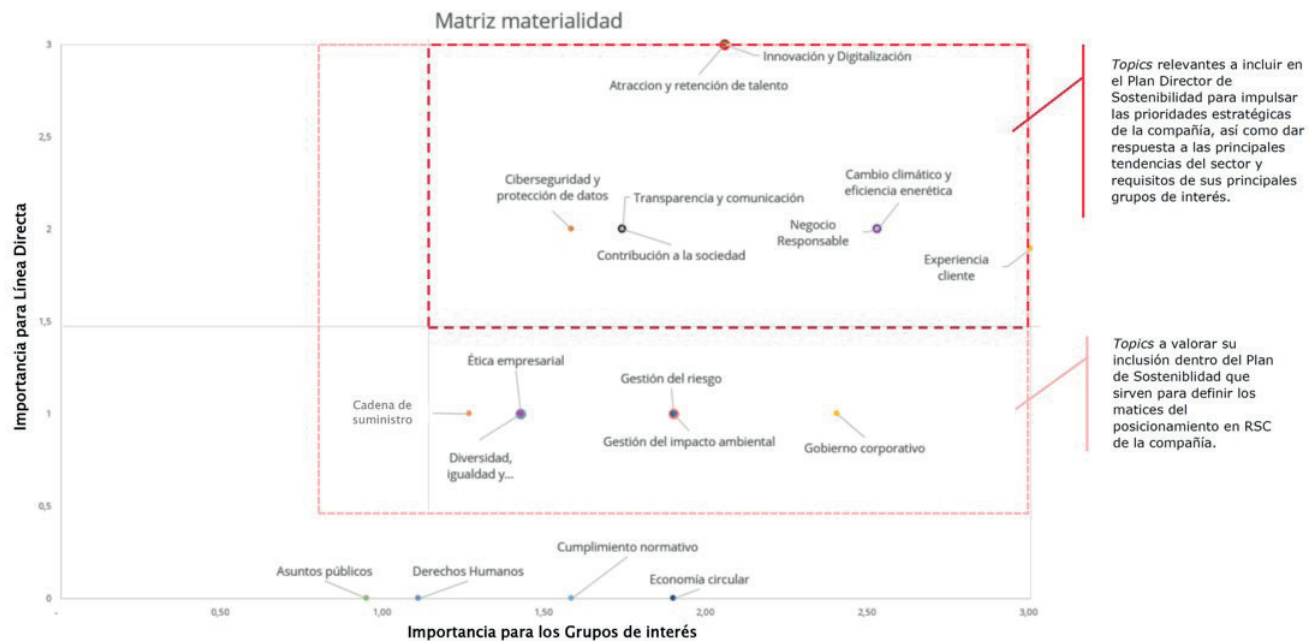 Matriz materialidad
3
Innovación y Digitalización
Atraccion y retención de talento
2,5
Ciberseguridad y
protección de datos
Transparencia y comunicación
Cambio climático y
eficiencia enerética
2
Contribución a la sociedad
Negocio
Responsable
Experiencia
cliente
Importancia para Línea Directa
1,5
Ética empresarial
Gestión del riesgo
1
Cadena de
suministro
Diversidad,
igualdad y...
Gestión del impacto ambiental
Gobierno corporativo
0,5
Cumplimiento normativo
Asuntos públicos
Derechos Humanos
Economía circular
0
-
0,50
1,00
1,50
2,00
2,50
3,00
Importancia para los Grupos de interés
Topics relevantes a incluir en
el Plan Director de
Sostenibilidad para impulsar
las prioridades estratégicas
de la compañía, así como dar
respuesta a las principales
tendencias del sector y
requisitos de sus principales
grupos de interés.
Topics a valorar su
inclusión dentro del Plan
de Sosteniblidad que
sirven para definir los
matices del
posicionamiento en RSC
de la compañía.